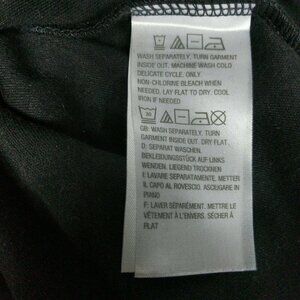 WASH SEPARATELY. TURN GARMENT
INSIDE OUT. MACHINE WASH COLD
DELICATE CYCLE, ONLY
NON-CHLORINE BLEACH WHEN
NEEDED. LAY FLAT TO DRY. COOL
IRON IF NEEDED
30
GB: WASH SEPARATELY. TURN
GARMENT INSIDE OUT. DRY FLAT.
D: SEPARAT WASCHEN.
BEKLEIDUNGSSTÜCK AUF LINKS
WENDEN. LIEGEND TROCKNEN
I: LAVARE SEPARATAMENTE. METTER
IL CAPO AL ROVESCIO. ASCIUGARE IN
PIANO
F: LAVER SÉPARÉMENT. METTRE LE
VÊTEMENT À L'ENVERS. SÉCHER À
PLAT